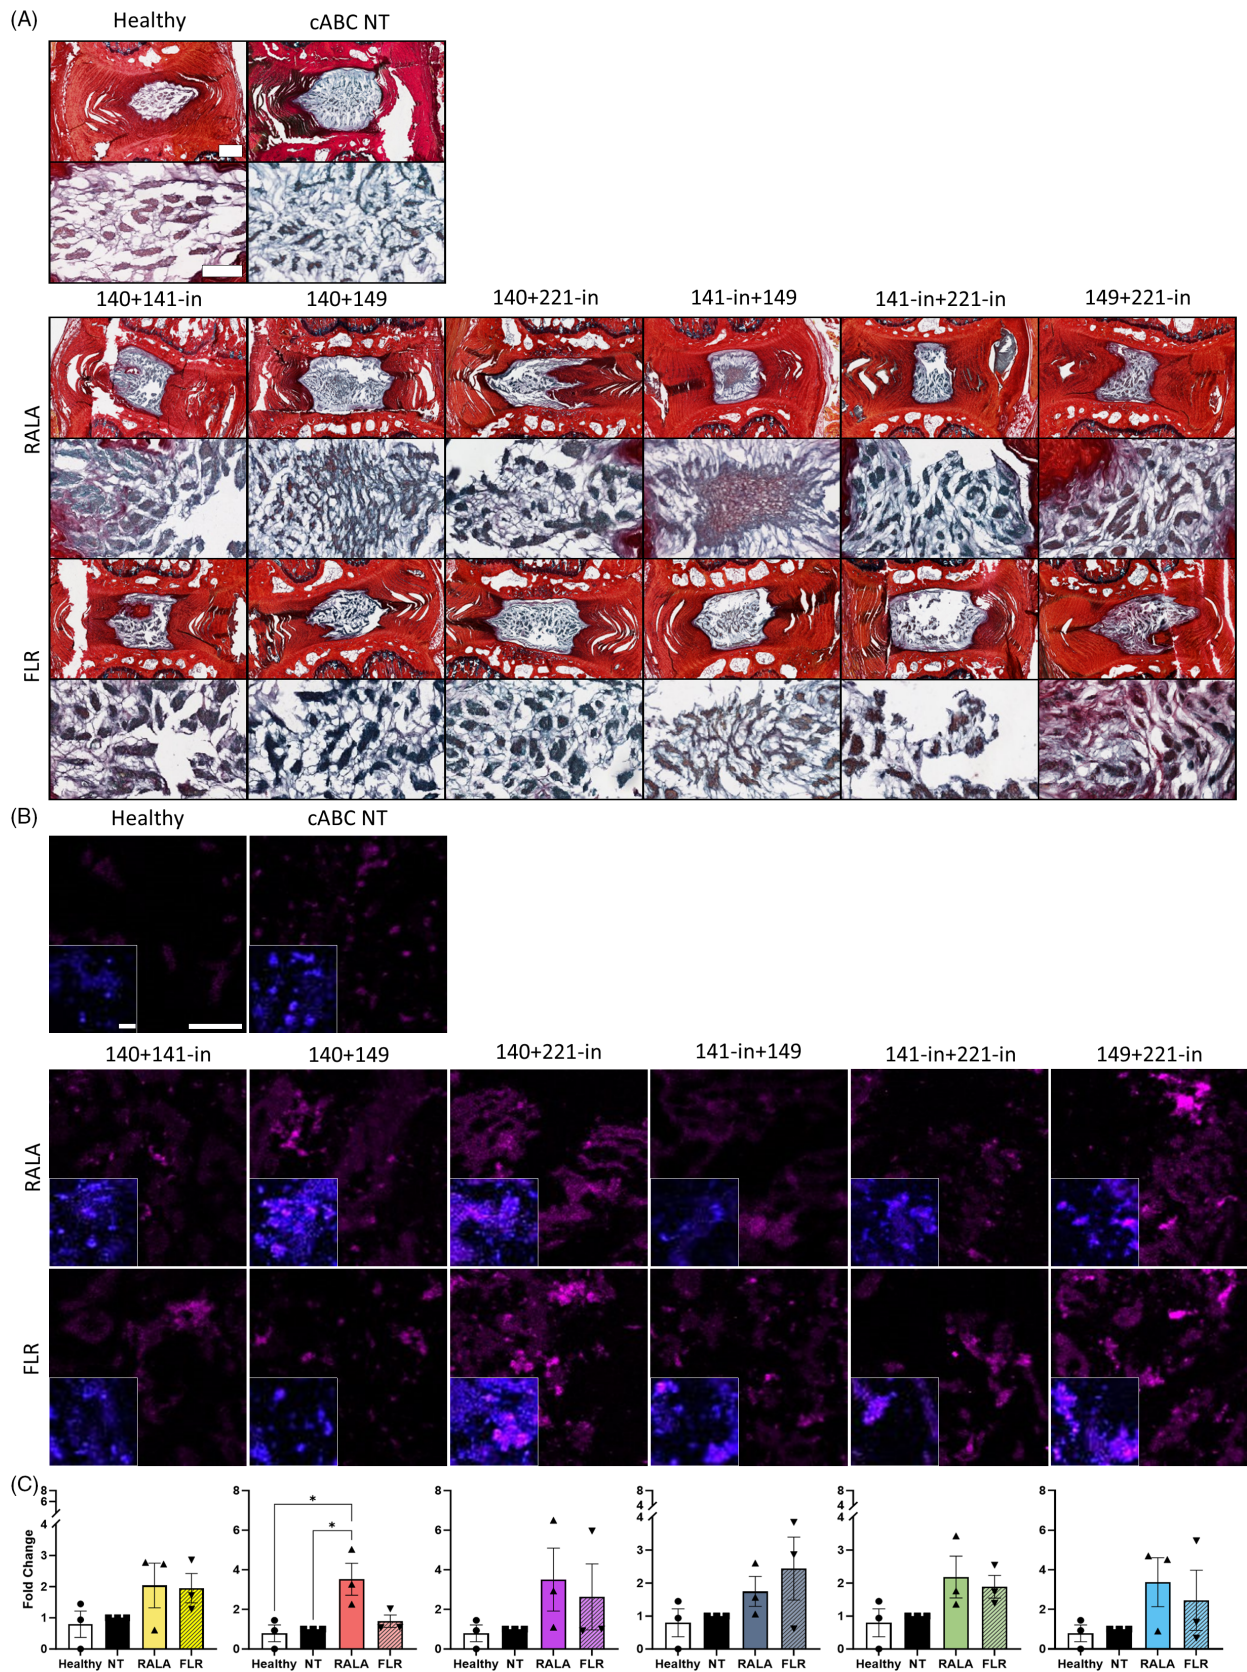 (A)
Healthy cABC NT
140+141-in 140+149 140+221-in 141-in+149 141-in+221-in 149+221-in
RALA
FLR
(B)
Healthy cABC NT
140+141-in 140+149 140+221-in 141-in+149 141-in+221-in 149+221-in
RALA
FLR
(C)
Fold Change
8
6
4
3
2
1
0
Healthy NT RALA FLR
8
6
4
2
0
*
*
Healthy NT RALA FLR
8
6
4
2
0
Healthy NT RALA FLR
8
4
4
3
2
1
0
Healthy NT RALA FLR
8
4
4
3
2
1
0
Healthy NT RALA FLR
8
6
4
2
0
Healthy NT RALA FLR